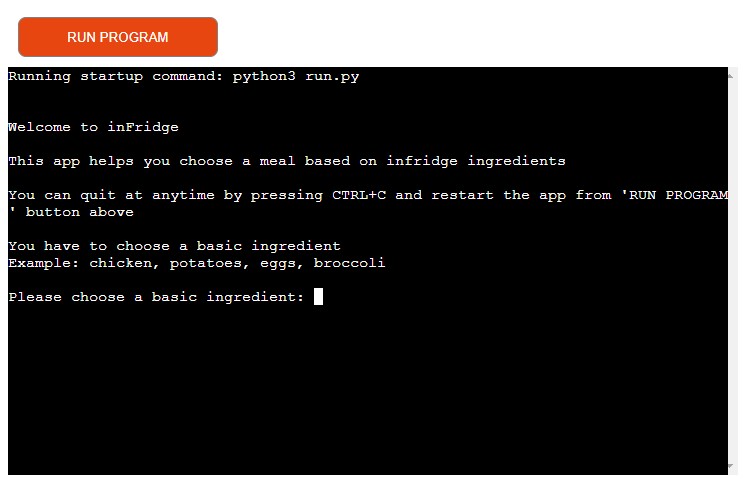 RUN PROGRAM
Running startup command: python3 run.py
Welcome to inFridge
This app helps you choose a meal based on infridge ingredients
You can quit at anytime by pressing CTRL+C and restart the app from 'RUN PROGRAM
' button above
You have to choose a basic ingredient
Example: chicken, potatoes, eggs, broccoli
Please choose a basic ingredient: